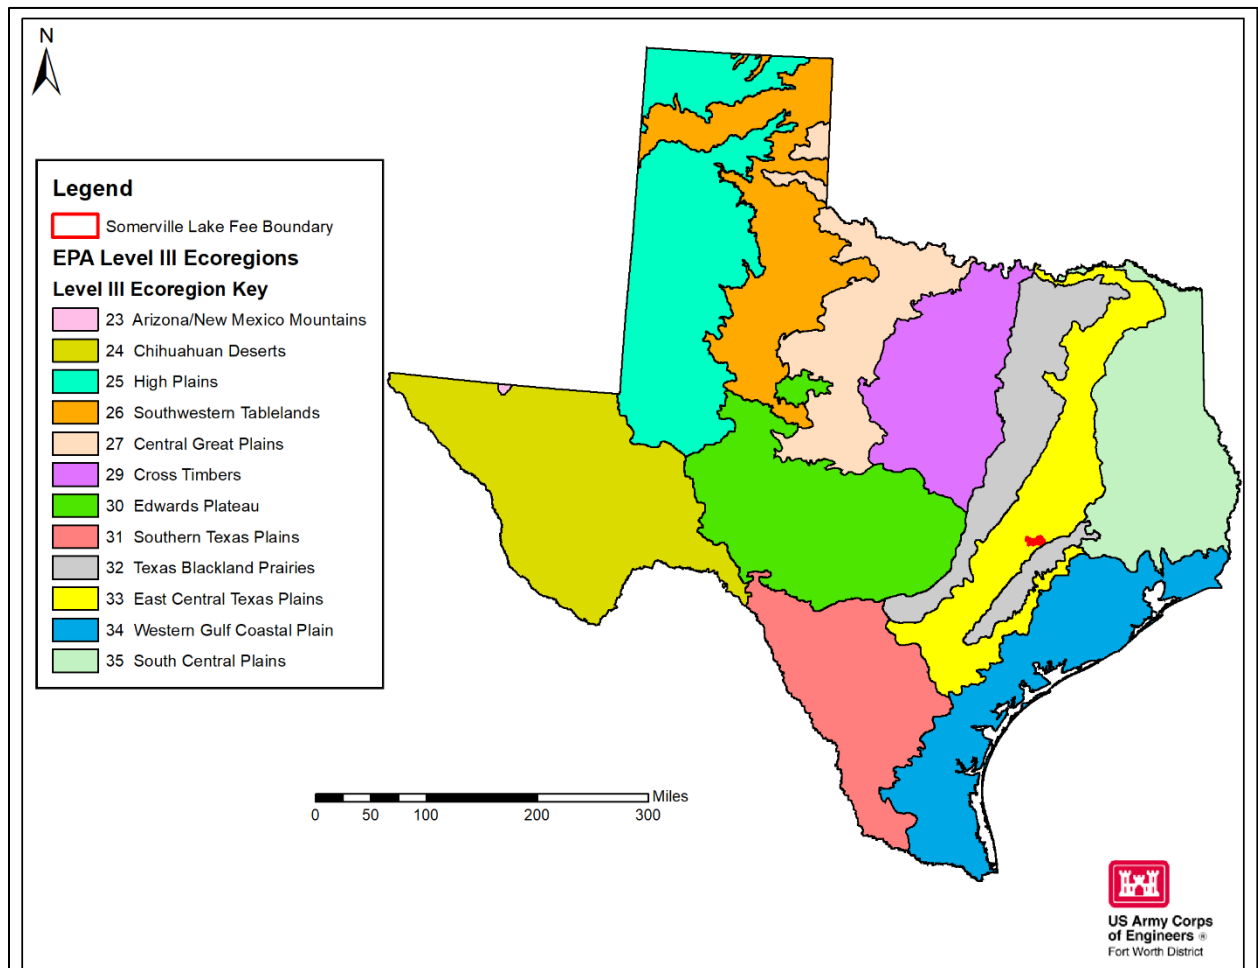 N
Legend
Somerville Lake Fee Boundary
EPA Level III Ecoregions
Level III Ecoregion Key
23 Arizona/New Mexico Mountains
24 Chihuahuan Deserts
25 High Plains
26 Southwestern Tablelands
27 Central Great Plains
29 Cross Timbers
30 Edwards Plateau
31 Southern Texas Plains
32 Texas Blackland Prairies
33 East Central Texas Plains
34 Western Gulf Coastal Plain
35 South Central Plains
Miles
0 50 100 200 300
US Army Corps
of Engineers ®
Fort Worth District